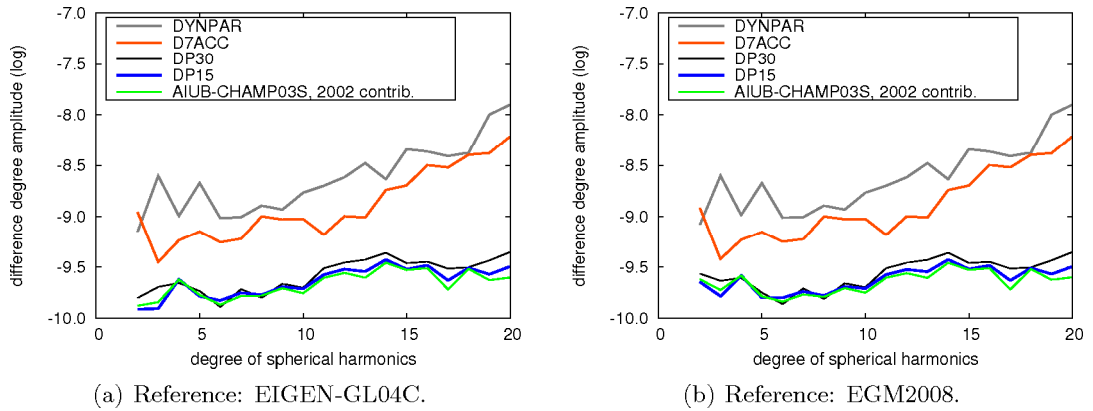 -7.0
-7.5
-8.0
-8.5
-9.0
-9.5
-10.0
difference degree amplitude (log)
DYNPAR
D7ACC
DP30
DP15
AIUB-CHAMP03S, 2002 contrib.
0 5 10 15 20
degree of spherical harmonics
(a) Reference: EIGEN-GL04C.
-7.0
-7.5
-8.0
-8.5
-9.0
-9.5
-10.0
difference degree amplitude (log)
DYNPAR
D7ACC
DP30
DP15
AIUB-CHAMP03S, 2002 contrib.
0 5 10 15 20
degree of spherical harmonics
(b) Reference: EGM2008.